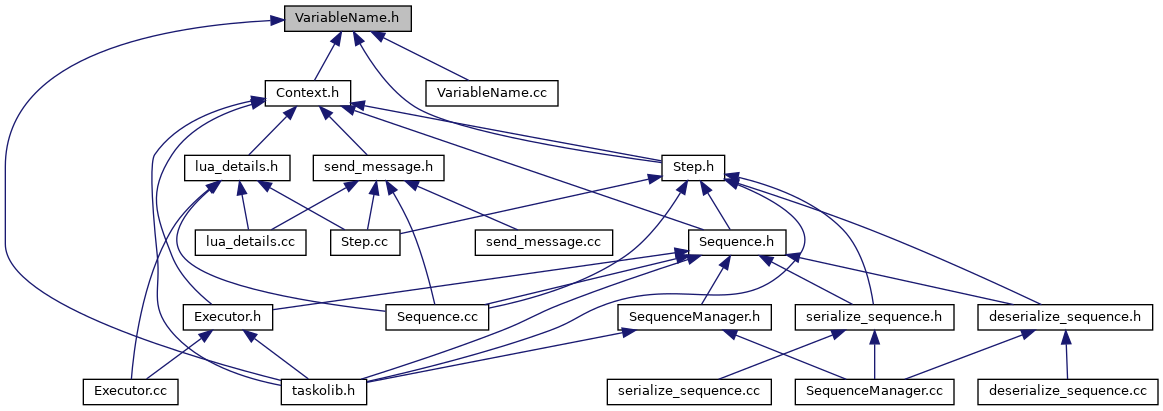 VariableName.h
Context.h
VariableName.cc
lua_details.h
send_message.h
Step.h
lua_details.cc
Step.cc
send_message.cc
Sequence.h
Executor.h
Sequence.cc
SequenceManager.h
serialize_sequence.h
deserialize_sequence.h
Executor.cc
taskolib.h
serialize_sequence.cc
SequenceManager.cc
deserialize_sequence.cc